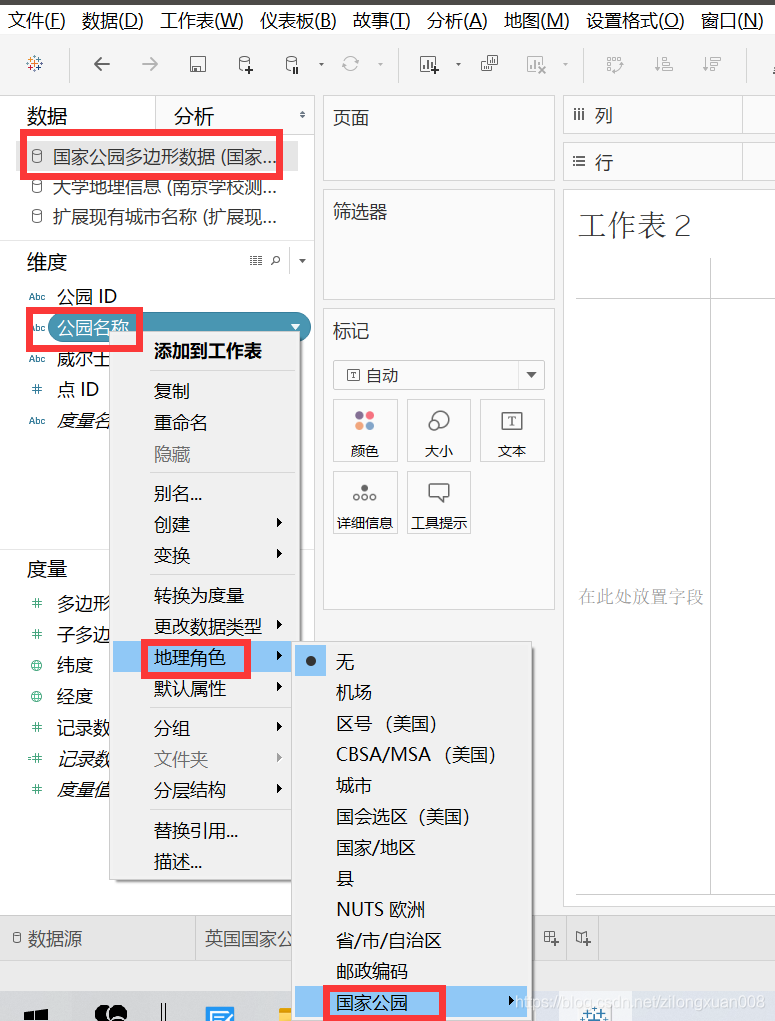 文件(F) 数据(D) 工作表(W) 仪表板(B) 故事(T) 分析(A) 地图(M) 设置格式(O) 窗口(N)
数据 分析
国家公园多边形数据 (国家...
大学地理信息 (南京学校测...
扩展现有城市名称 (扩展现...
维度
Abc 公园 ID
Abc 公园名称
Abc 威尔士
# 点 ID
Abc 度量名
度量
# 多边形
# 子多边
纬度
经度
# 记录数
# 记录数
# 度量值
添加到工作表
复制
重命名
隐藏
别名...
创建
变换
转换为度量
更改数据类型
地理角色
默认属性
分组
文件夹
分层结构
替换引用...
描述...
无
机场
区号 （美国）
CBSA/MSA （美国）
城市
国会选区（美国）
国家/地区
县
NUTS 欧洲
省/市/自治区
邮政编码
国家公园
页面
筛选器
标记
自动
颜色 大小 文本
详细信息 工具提示
列
行
工作表 2
在此处放置字段
数据源 英国国家公
https://blog.csdn.net/zilongxuan008